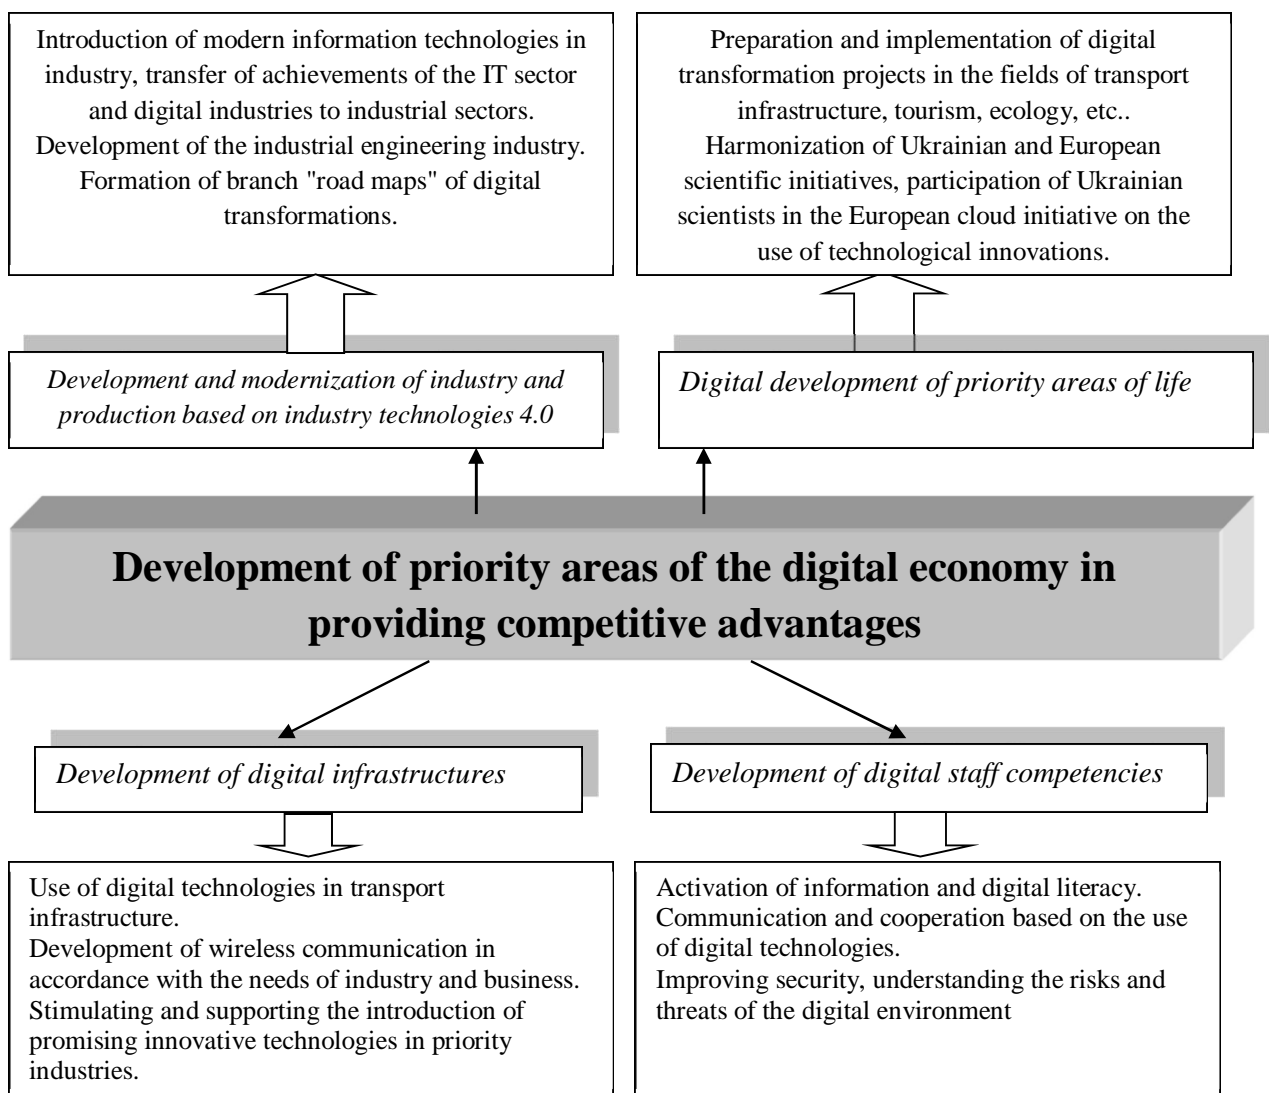 Introduction of modern information technologies in
industry, transfer of achievements of the IT sector
and digital industries to industrial sectors.
Development of the industrial engineering industry.
Formation of branch "road maps" of digital
transformations.
Preparation and implementation of digital
transformation projects in the fields of transport
infrastructure, tourism, ecology, etc..
Harmonization of Ukrainian and European
scientific initiatives, participation of Ukrainian
scientists in the European cloud initiative on the
use of technological innovations.
Development and modernization of industry and
production based on industry technologies 4.0
Digital development of priority areas of life
Development of priority areas of the digital economy in
providing competitive advantages
Development of digital infrastructures
Development of digital staff competencies
Use of digital technologies in transport
infrastructure.
Development of wireless communication in
accordance with the needs of industry and business.
Stimulating and supporting the introduction of
promising innovative technologies in priority
industries.
Activation of information and digital literacy.
Communication and cooperation based on the use
of digital technologies.
Improving security, understanding the risks and
threats of the digital environment